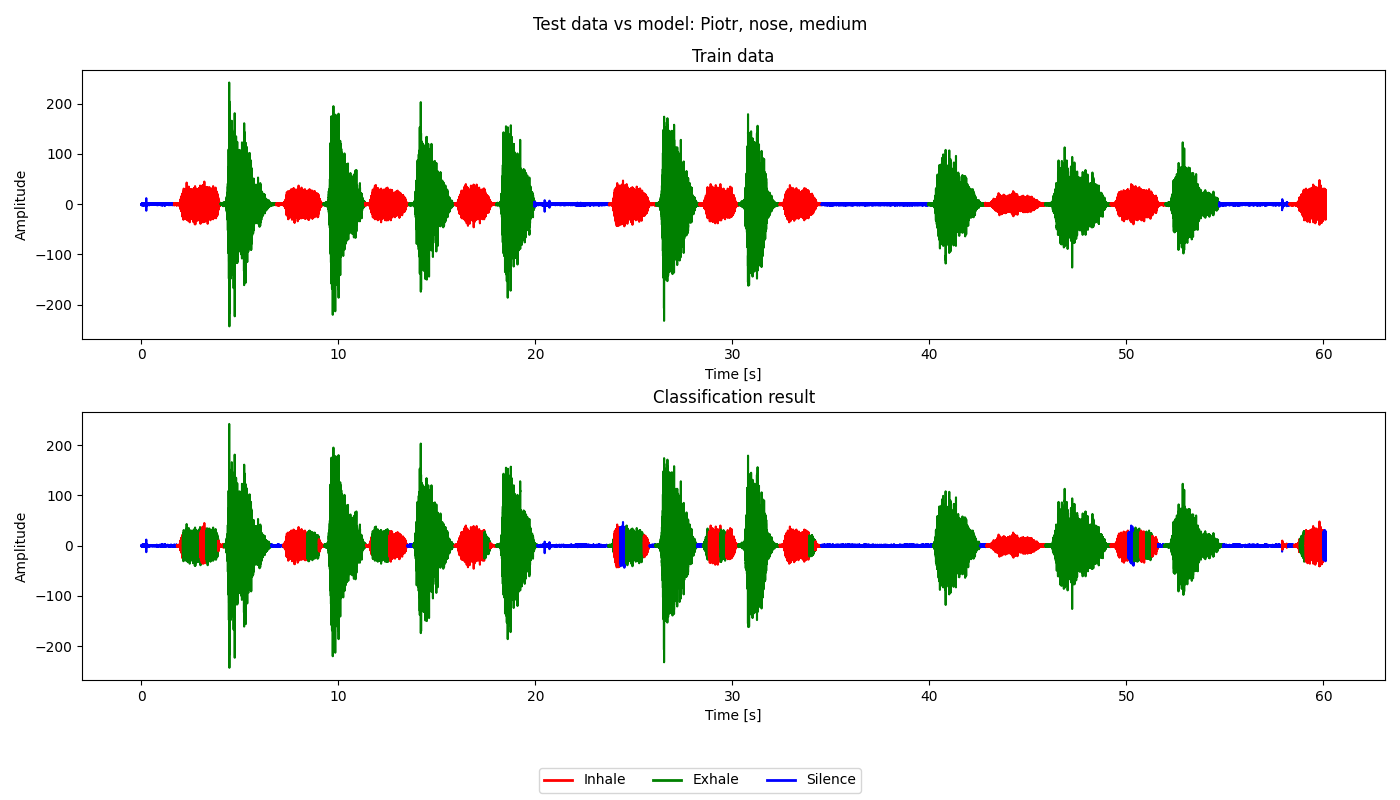 Test data vs model: Piotr, nose, medium
Train data
Amplitude
200
100
0
−100
−200
0 10 20 30 40 50 60
Time [s]
Classification result
Amplitude
200
100
0
−100
−200
0 10 20 30 40 50 60
Time [s]
Inhale Exhale Silence